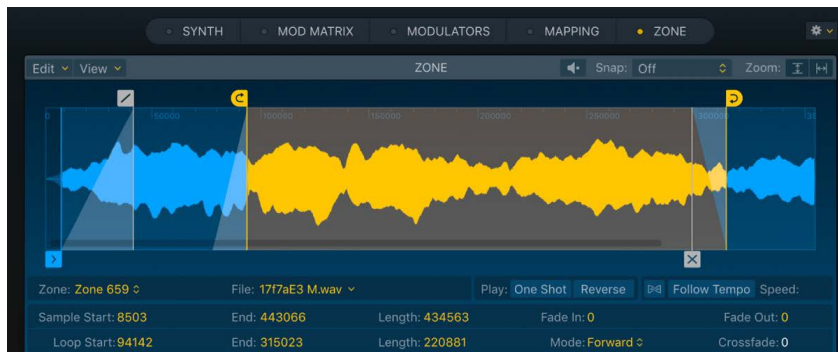 SYNTH MOD MATRIX MODULATORS MAPPING ZONE
Edit View ZONE Snap: Off Zoom:
0 50000 100000 150000 200000 250000 300000
Zone: Zone 659 File: 17f7aE3 M.wav Play: One Shot Reverse Follow Tempo Speed:
Sample Start: 8503 End: 443066 Length: 434563 Fade In: 0 Fade Out: 0
Loop Start: 94142 End: 315023 Length: 220881 Mode: Forward Crossfade: 0